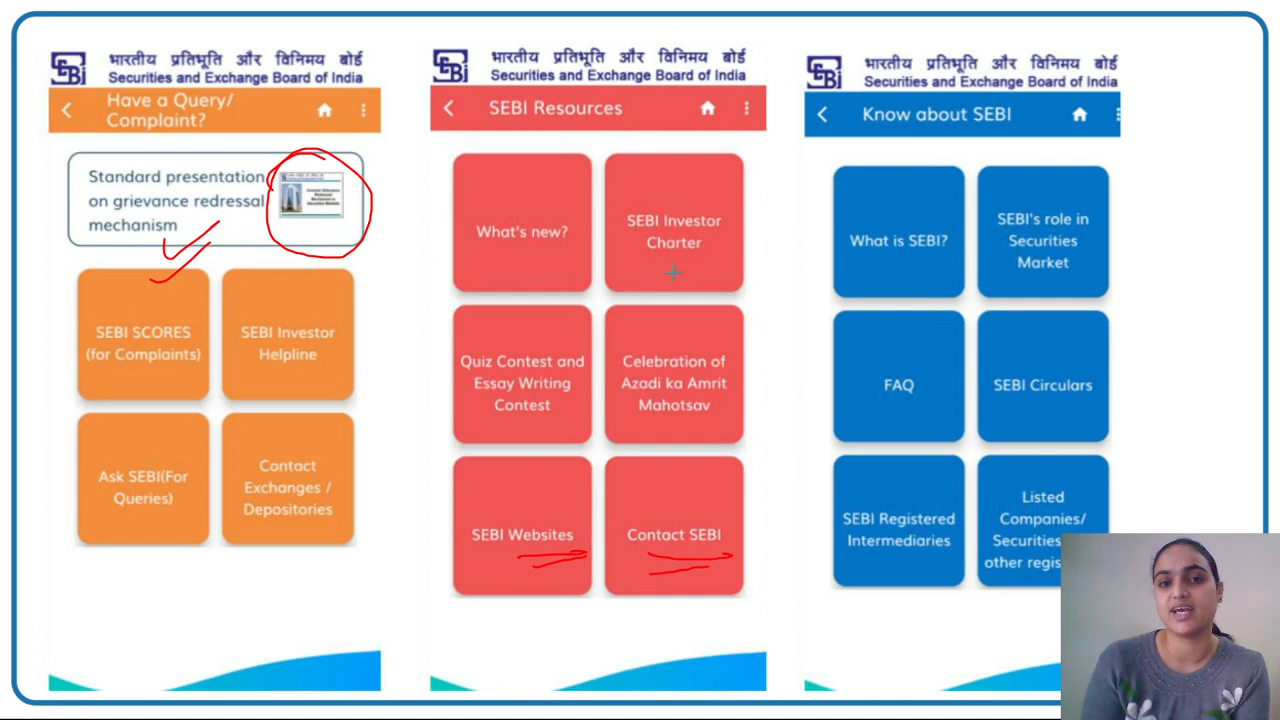 भारतीय प्रतिभूति और विनिमय बोर्ड
Securities and Exchange Board of India
Have a Query/
Complaint?
Standard presentation
on grievance redressal
mechanism
SEBI SCORES
(for Complaints)
SEBI Investor
Helpline
Ask SEBI(For
Queries)
Contact
Exchanges /
Depositories
भारतीय प्रतिभूति और विनिमय बोर्ड
Securities and Exchange Board of India
SEBI Resources
What's new?
SEBI Investor
Charter
Quiz Contest and
Essay Writing
Contest
Celebration of
Azadi ka Amrit
Mahotsav
SEBI Websites
Contact SEBI
भारतीय प्रतिभूति और विनिमय बोर्ड
Securities and Exchange Board of India
Know about SEBI
What is SEBI?
SEBI's role in
Securities
Market
FAQ
SEBI Circulars
SEBI Registered
Intermediaries
Listed
Companies/
Securities
other regis